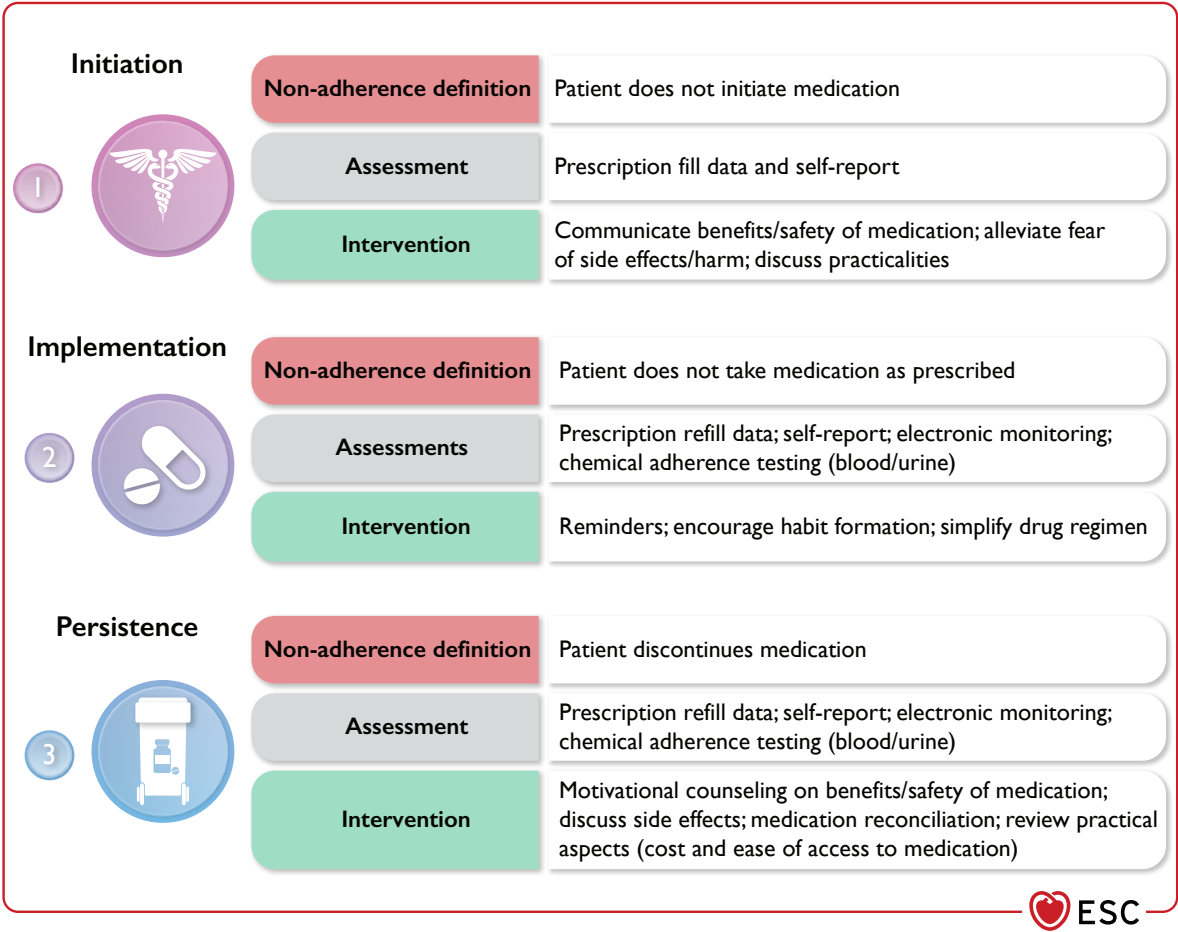 Initiation
1
Non-adherence definition
Patient does not initiate medication
Assessment
Prescription fill data and self-report
Intervention
Communicate benefits/safety of medication; alleviate fear
of side effects/harm; discuss practicalities
Implementation
2
Non-adherence definition
Patient does not take medication as prescribed
Assessments
Prescription refill data; self-report; electronic monitoring;
chemical adherence testing (blood/urine)
Intervention
Reminders; encourage habit formation; simplify drug regimen
Persistence
3
Non-adherence definition
Patient discontinues medication
Assessment
Prescription refill data; self-report; electronic monitoring;
chemical adherence testing (blood/urine)
Intervention
Motivational counseling on benefits/safety of medication;
discuss side effects; medication reconciliation; review practical
aspects (cost and ease of access to medication)
ESC